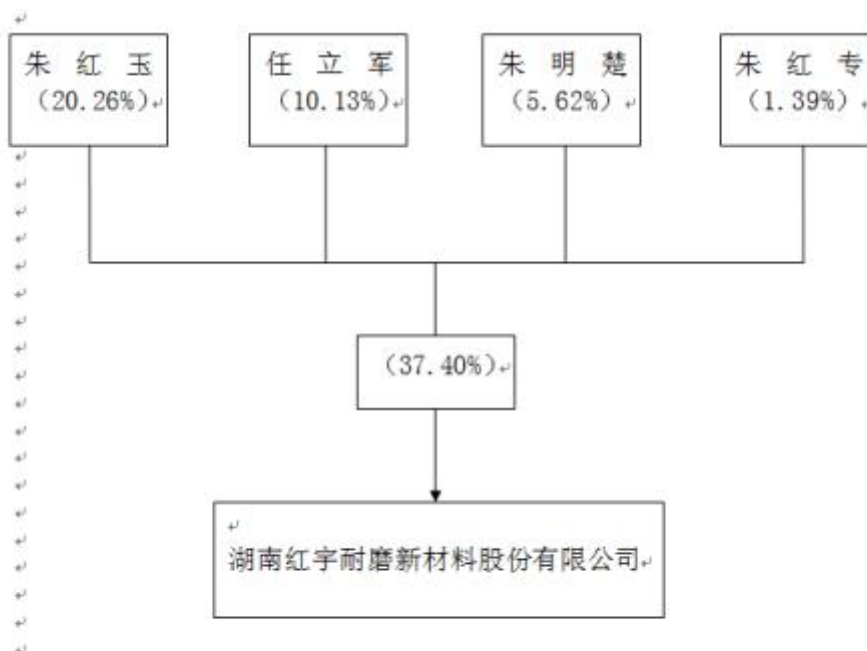 朱 红 玉
（20.26%）
任 立 军
（10.13%）
朱 明 楚
（5.62%）
朱 红 专
（1.39%）
（37.40%）
湖南红宇耐磨新材料股份有限公司